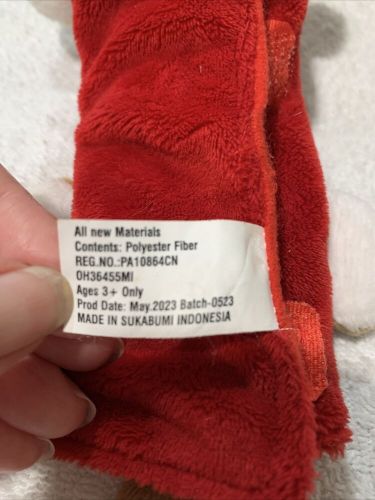 All new Materials
Contents: Polyester Fiber
REG.NO.:PA10864CN
OH36455MI
Ages 3+ Only
Prod Date: May.2023 Batch-0523
MADE IN SUKABUMI INDONESIA